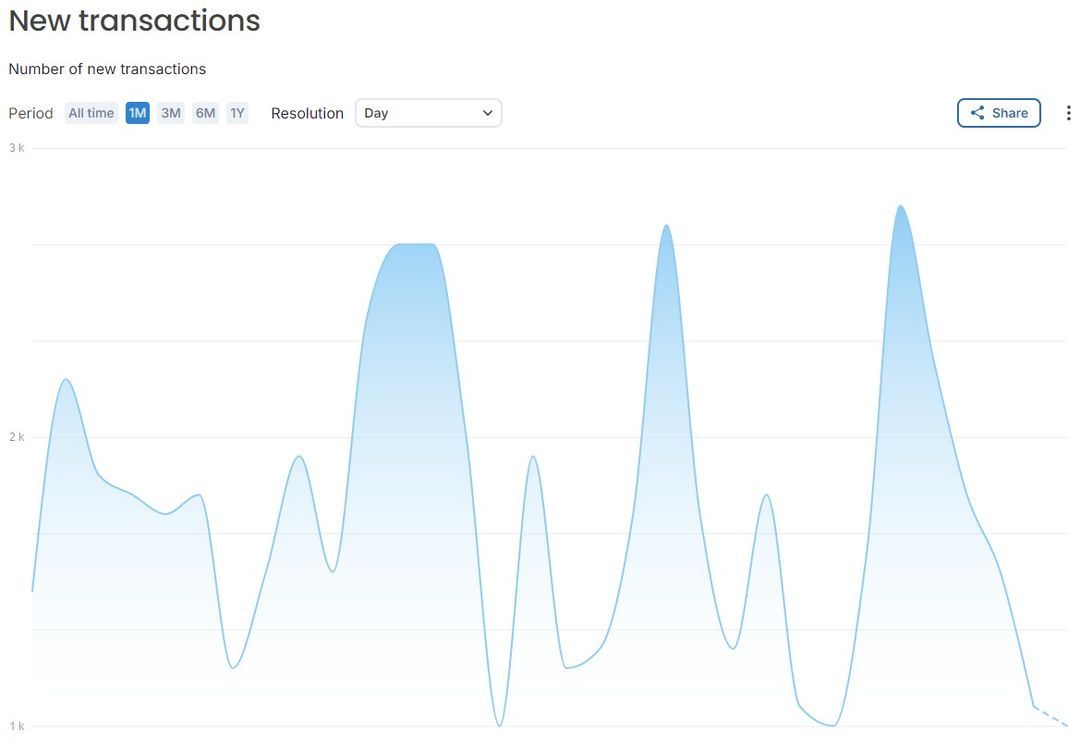 New transactions
Number of new transactions
Period All time 1M 3M 6M 1Y Resolution Day Share
3 k
2 k
1 k